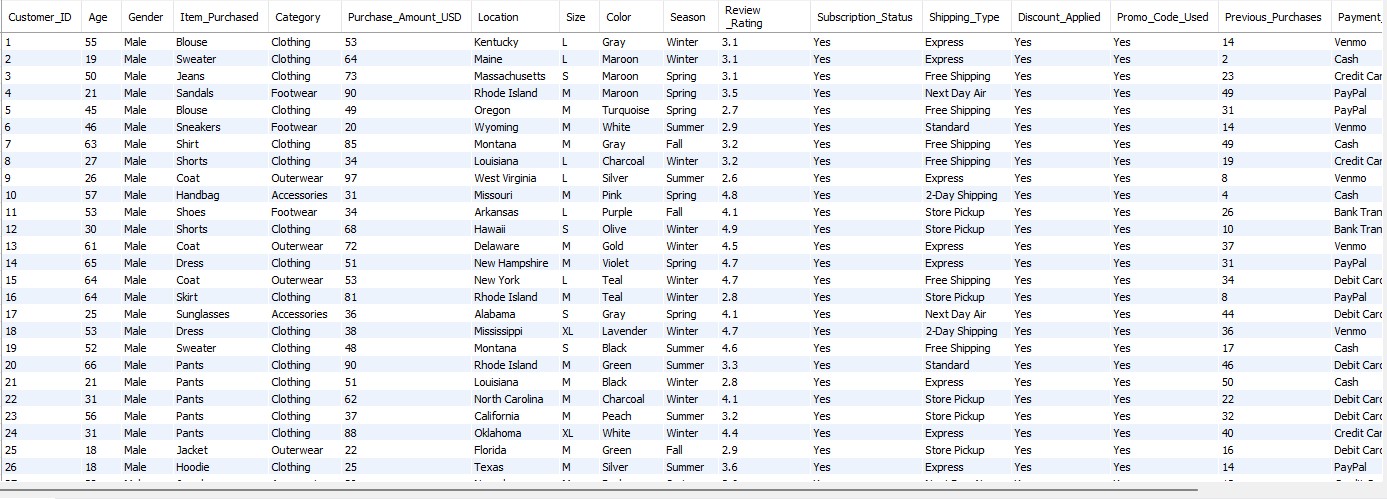 Customer_ID Age Gender Item_Purchased Category Purchase_Amount_USD Location Size Color Season Review_Rating Subscription_Status Shipping_Type Discount_Applied Promo_Code_Used Previous_Purchases Payment_
1 55 Male Blouse Clothing 53 Kentucky L Gray Winter 3.1 Yes Express Yes Yes 14 Venmo
2 19 Male Sweater Clothing 64 Maine L Maroon Winter 3.1 Yes Express Yes Yes 2 Cash
3 50 Male Jeans Clothing 73 Massachusetts S Maroon Spring 3.1 Yes Free Shipping Yes Yes 23 Credit Car
4 21 Male Sandals Footwear 90 Rhode Island M Maroon Spring 3.5 Yes Next Day Air Yes Yes 49 PayPal
5 45 Male Blouse Clothing 49 Oregon M Turquoise Spring 2.7 Yes Free Shipping Yes Yes 31 PayPal
6 46 Male Sneakers Footwear 20 Wyoming M White Summer 2.9 Yes Standard Yes Yes 14 Venmo
7 63 Male Shirt Clothing 85 Montana M Gray Fall 3.2 Yes Free Shipping Yes Yes 49 Cash
8 27 Male Shorts Clothing 34 Louisiana L Charcoal Winter 3.2 Yes Free Shipping Yes Yes 19 Credit Car
9 26 Male Coat Outerwear 97 West Virginia L Silver Summer 2.6 Yes Express Yes Yes 8 Venmo
10 57 Male Handbag Accessories 31 Missouri M Pink Spring 4.8 Yes 2-Day Shipping Yes Yes 4 Cash
11 53 Male Shoes Footwear 34 Arkansas L Purple Fall 4.1 Yes Store Pickup Yes Yes 26 Bank Tran
12 30 Male Shorts Clothing 68 Hawaii S Olive Winter 4.9 Yes Store Pickup Yes Yes 10 Bank Tran
13 61 Male Coat Outerwear 72 Delaware M Gold Winter 4.5 Yes Express Yes Yes 37 Venmo
14 65 Male Dress Clothing 51 New Hampshire M Violet Spring 4.7 Yes Express Yes Yes 31 PayPal
15 64 Male Coat Outerwear 53 New York L Teal Winter 4.7 Yes Free Shipping Yes Yes 34 Debit Card
16 64 Male Skirt Clothing 81 Rhode Island M Teal Winter 2.8 Yes Store Pickup Yes Yes 8 PayPal
17 25 Male Sunglasses Accessories 36 Alabama S Gray Spring 4.1 Yes Next Day Air Yes Yes 44 Debit Card
18 53 Male Dress Clothing 38 Mississippi XL Lavender Winter 4.7 Yes 2-Day Shipping Yes Yes 36 Venmo
19 52 Male Sweater Clothing 48 Montana S Black Summer 4.6 Yes Free Shipping Yes Yes 17 Cash
20 66 Male Pants Clothing 90 Rhode Island M Green Summer 3.3 Yes Standard Yes Yes 46 Debit Card
21 21 Male Pants Clothing 51 Louisiana M Black Winter 2.8 Yes Express Yes Yes 50 Cash
22 31 Male Pants Clothing 62 North Carolina M Charcoal Winter 4.1 Yes Store Pickup Yes Yes 22 Debit Card
23 56 Male Pants Clothing 37 California M Peach Summer 3.2 Yes Store Pickup Yes Yes 32 Debit Card
24 31 Male Pants Clothing 88 Oklahoma XL White Winter 4.4 Yes Express Yes Yes 40 Credit Car
25 18 Male Jacket Outerwear 22 Florida M Green Fall 2.9 Yes Store Pickup Yes Yes 16 Debit Card
26 18 Male Hoodie Clothing 25 Texas M Silver Summer 3.6 Yes Express Yes Yes 14 PayPal